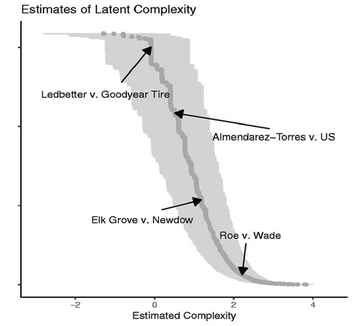 Estimates of Latent Complexity
Ledbetter v. Goodyear Tire
Almendarez-Torres v. US
Elk Grove v. Newdow
Roe v. Wade
-2
0
2
4
Estimated Complexity